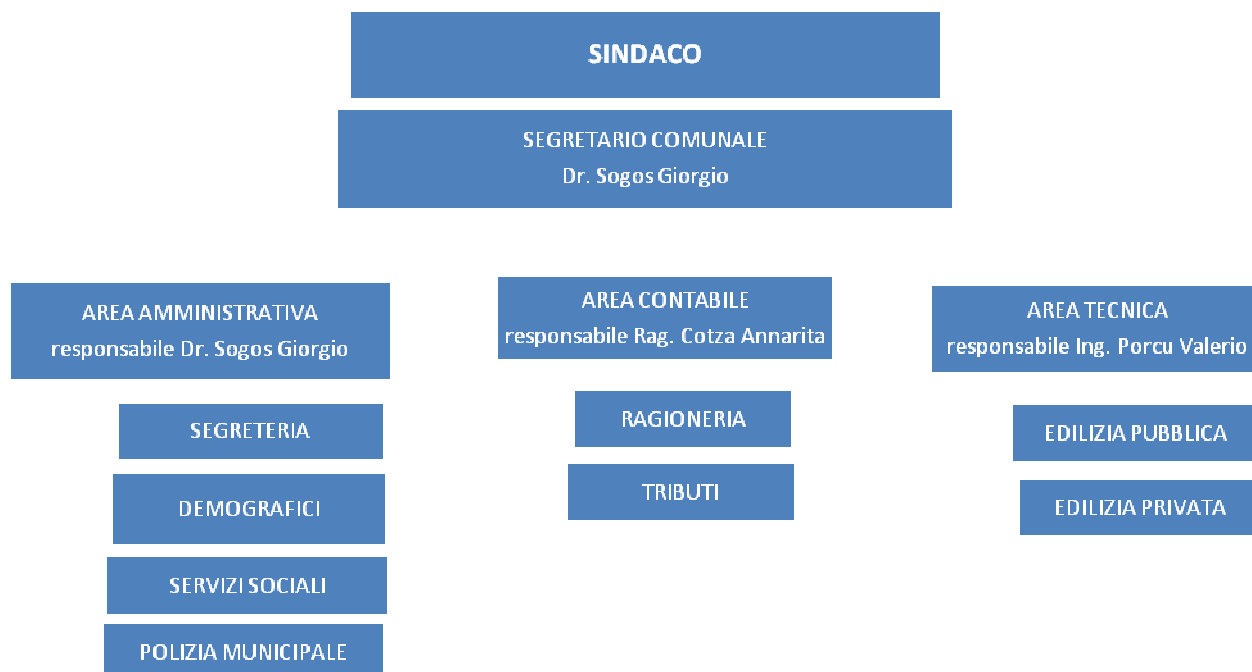 SINDACO
SEGRETARIO COMUNALE
Dr. Sogos Giorgio
AREA AMMINISTRATIVA
responsabile Dr. Sogos Giorgio
SEGRETERIA
DEMOGRAFICI
SERVIZI SOCIALI
POLIZIA MUNICIPALE
AREA CONTABILE
responsabile Rag. Cotza Annarita
RAGIONERIA
TRIBUTI
AREA TECNICA
responsabile Ing. Porcu Valerio
EDILIZIA PUBBLICA
EDILIZIA PRIVATA